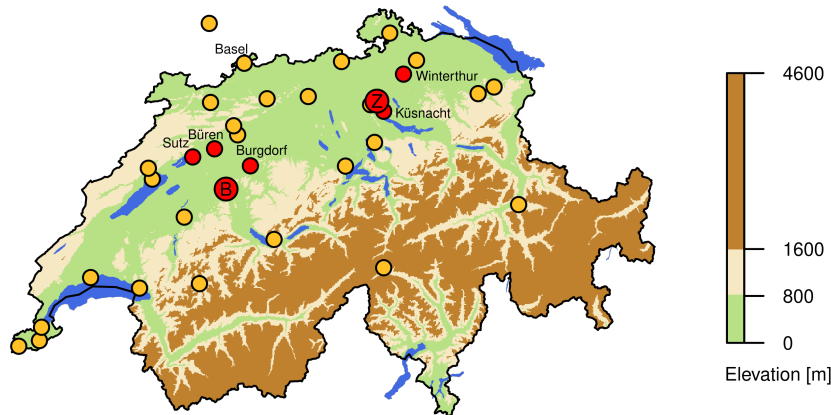 Basel
Winterthur
4600
Z
Küsnacht
Büren
Sutz
Burgdorf
B
1600
800
0
Elevation [m]